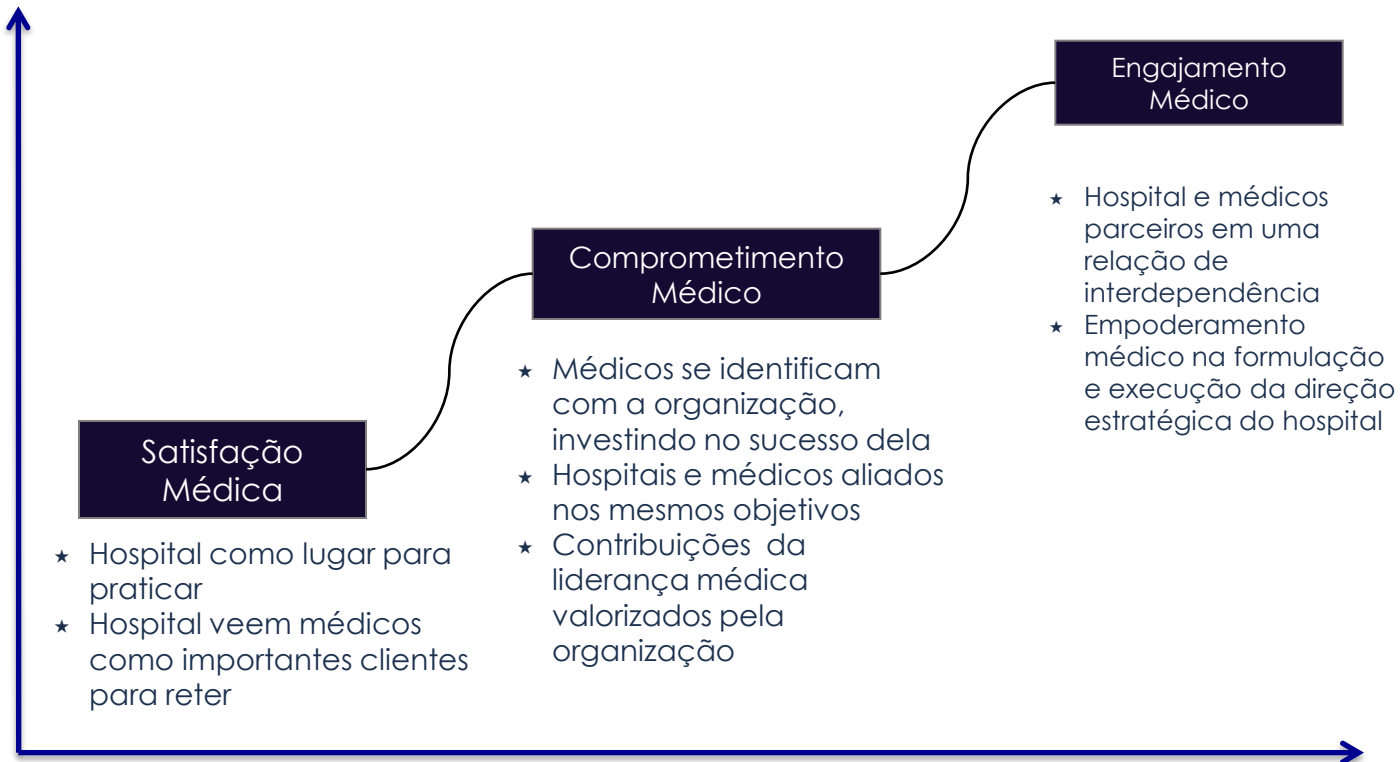 Engajamento
Médico
★ Hospital e médicos
parceiros em uma
relação de
interdependência
★ Empoderamento
médico na formulação
e execução da direção
estratégica do hospital
Comprometimento
Médico
★ Médicos se identificam
com a organização,
investindo no sucesso dela
★ Hospitais e médicos aliados
nos mesmos objetivos
★ Contribuições da
liderança médica
valorizados pela
organização
Satisfação
Médica
★ Hospital como lugar para
praticar
★ Hospital veem médicos
como importantes clientes
para reter